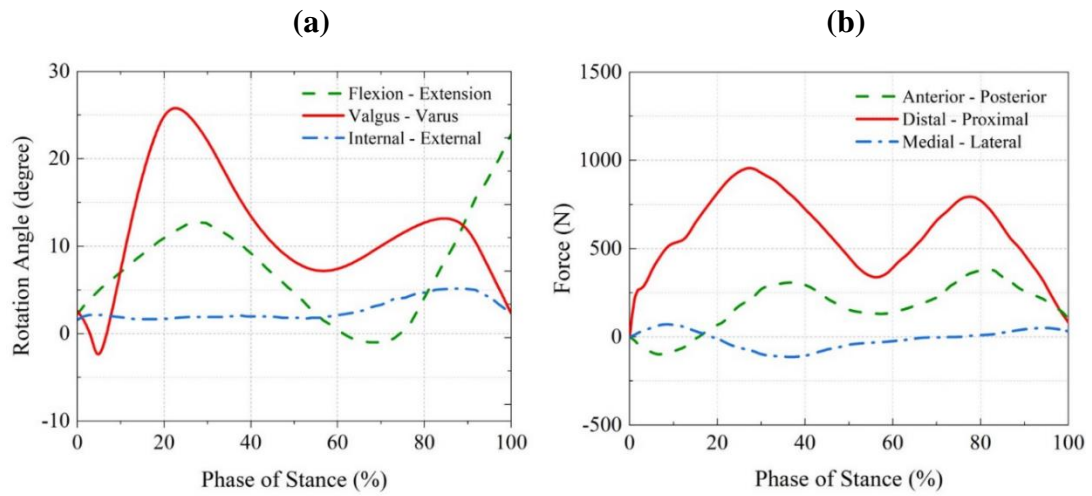 (a)
30
20
10
0
-10
Rotation Angle (degree)
Flexion - Extension
Valgus - Varus
Internal - External
0 20 40 60 80 100
Phase of Stance (%)
(b)
1500
1000
500
0
-500
Force (N)
Anterior - Posterior
Distal - Proximal
Medial - Lateral
0 20 40 60 80 100
Phase of Stance (%)